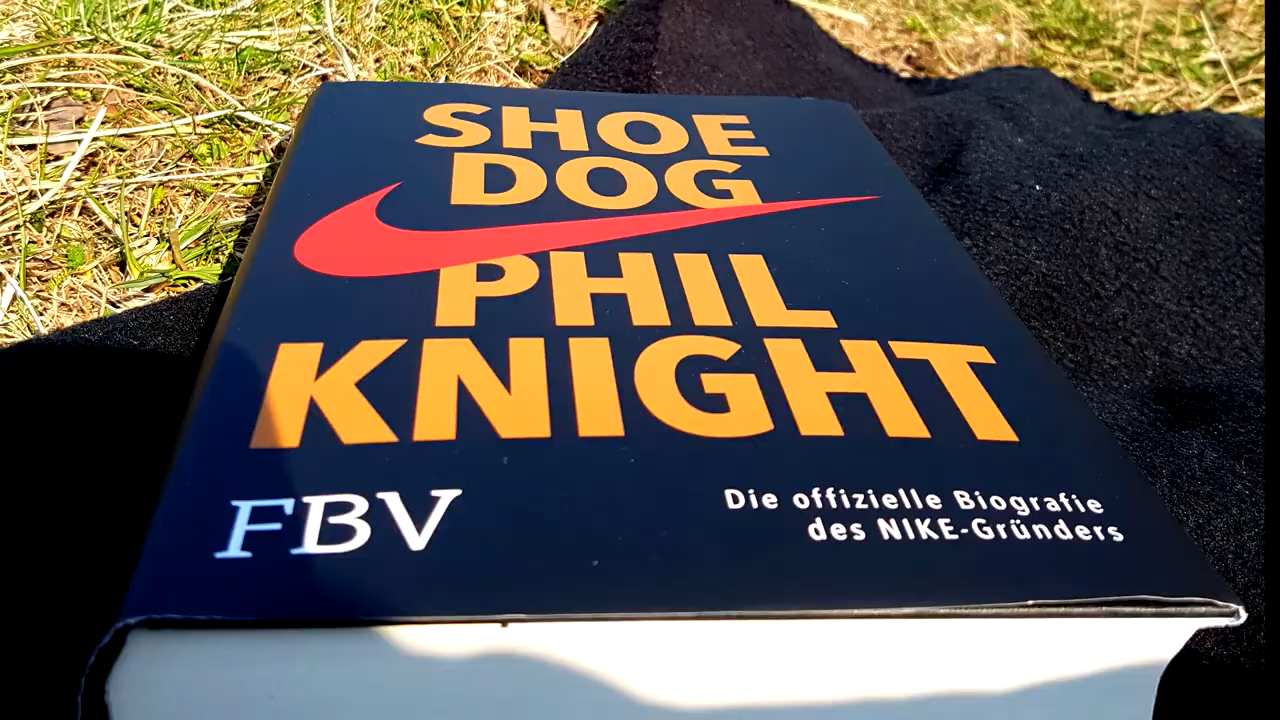 SHOE
DOG
PHIL
KNIGHT
FBV
Die offizielle Biografie
des NIKE-Gründers